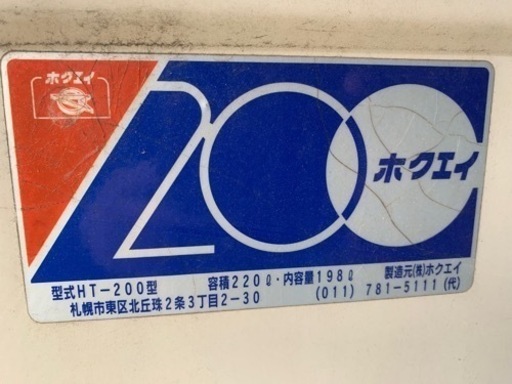 ホクエイ
200
ホクエイ
型式HT-200型 容積220ℓ・内容量198ℓ 製造元(株)ホクエイ
札幌市東区北丘珠2条3丁目2-30 (011) 781-5111(代)